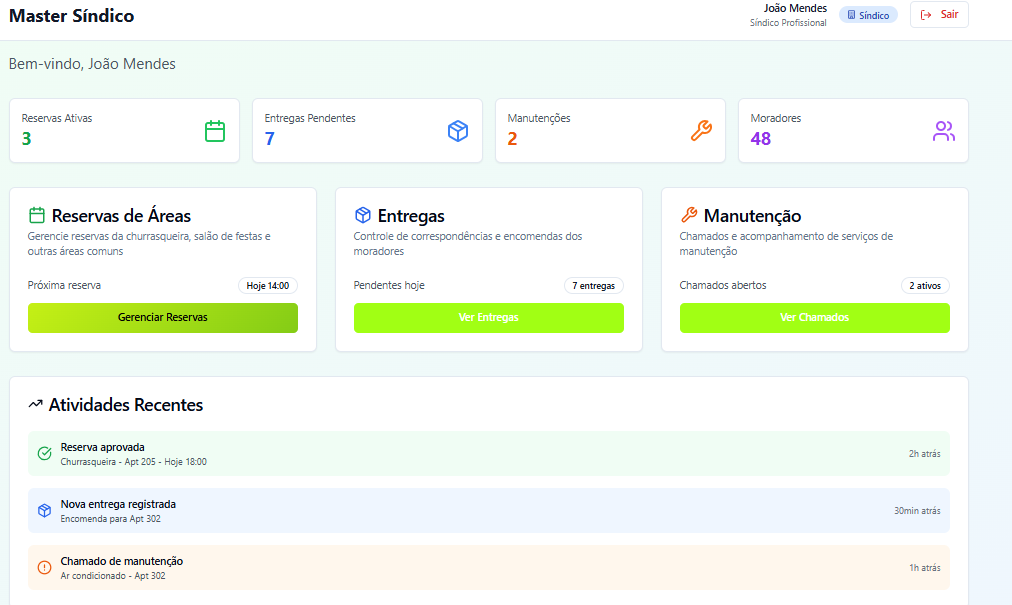 Master Síndico
João Mendes
Síndico Profissional
Síndico
Sair
Bem-vindo, João Mendes
Reservas Ativas
3
Entregas Pendentes
7
Manutenções
2
Moradores
48
Reservas de Áreas
Gerencie reservas da churrasqueira, salão de festas e
outras áreas comuns
Próxima reserva
Hoje 14:00
Gerenciar Reservas
Entregas
Controle de correspondências e encomendas dos
moradores
Pendentes hoje
7 entregas
Ver Entregas
Manutenção
Chamados e acompanhamento de serviços de
manutenção
Chamados abertos
2 ativos
Ver Chamados
Atividades Recentes
Reserva aprovada
Churrasqueira - Apt 205 - Hoje 18:00
2h atrás
Nova entrega registrada
Encomenda para Apt 302
30min atrás
Chamado de manutenção
Ar condicionado - Apt 302
1h atrás